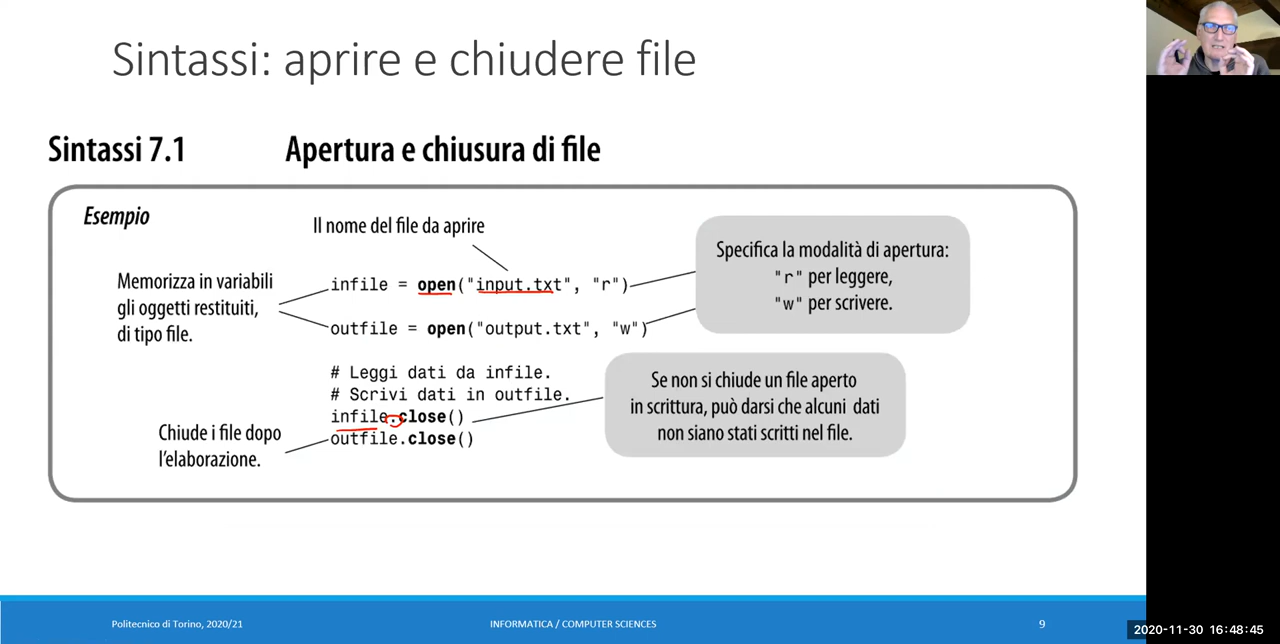 Sintassi: aprire e chiudere file
Sintassi 7.1 Apertura e chiusura di file
Esempio
Il nome del file da aprire
Memorizza in variabili
gli oggetti restituiti,
di tipo file.
infile = open("input.txt", "r")
outfile = open("output.txt", "w")
Specifica la modalità di apertura:
"r" per leggere,
"w" per scrivere.
# Leggi dati da infile.
# Scrivi dati in outfile.
infile.close()
outfile.close()
Se non si chiude un file aperto
in scrittura, può darsi che alcuni dati
non siano stati scritti nel file.
Chiude i file dopo
l'elaborazione.
Politecnico di Torino, 2020/21
INFORMATICA / COMPUTER SCIENCES
9
2020-11-30 16:48:45